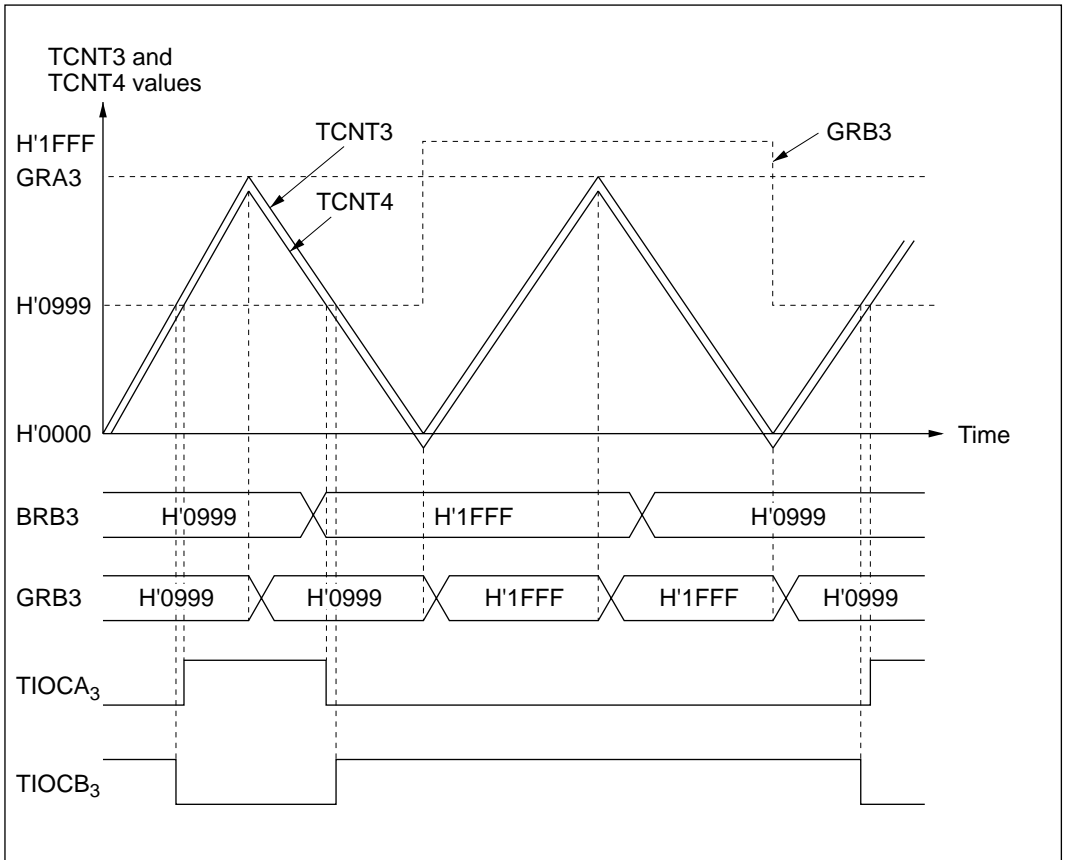 TCNT3 and
TCNT4 values
H'1FFF
TCNT3
GRB3
GRA3
TCNT4
H'0999
H'0000
Time
BRB3
H'0999
H'1FFF
H'0999
GRB3
H'0999
H'0999
H'1FFF
H'1FFF
H'0999
TIOCA3
TIOCB3